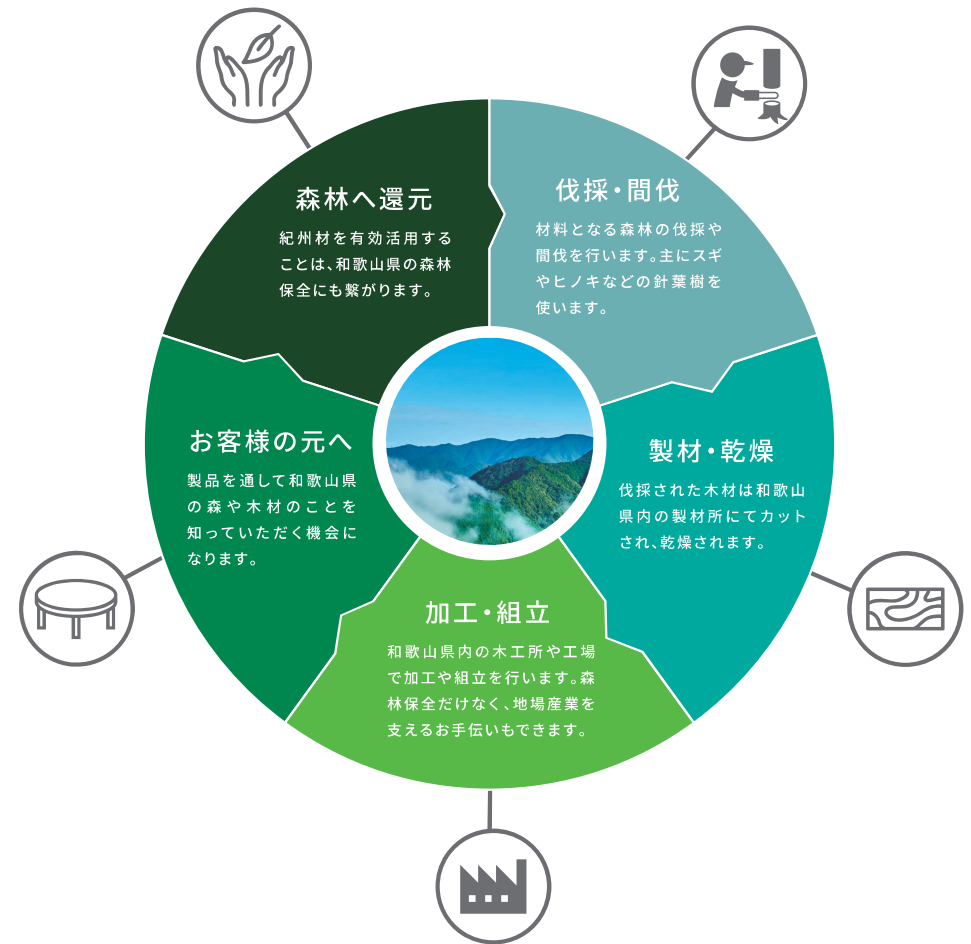 伐採・間伐
材料となる森林の伐採や
間伐を行います。主にスギ
やヒノキなどの針葉樹を
使います。
製材・乾燥
伐採された木材は和歌山
県内の製材所にてカット
され、乾燥されます。
加工・組立
和歌山県内の木工所や工場
で加工や組立を行います。森
林保全だけなく、地場産業を
支えるお手伝いもできます。
お客様の元へ
製品を通して和歌山県
の森や木材のことを
知っていただく機会に
なります。
森林へ還元
紀州材を有効活用する
ことは、和歌山県の森林
保全にも繋がります。